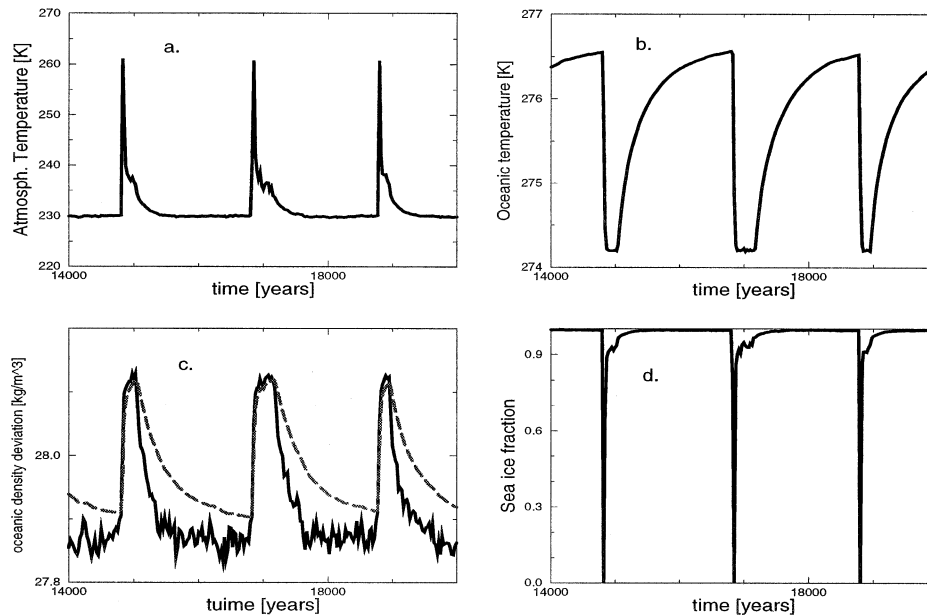 a.
Atmosph. Temperature [K]
270
260
250
240
230
220
14000
18000
time [years]
b.
Oceanic temperature [K]
277
276
275
274
14000
18000
time [years]
c.
oceanic density deviation [kg/m^3]
28.0
27.8
14000
18000
tuime [years]
d.
Sea ice fraction
0.9
0.6
0.3
0.0
14000
18000
time [years]